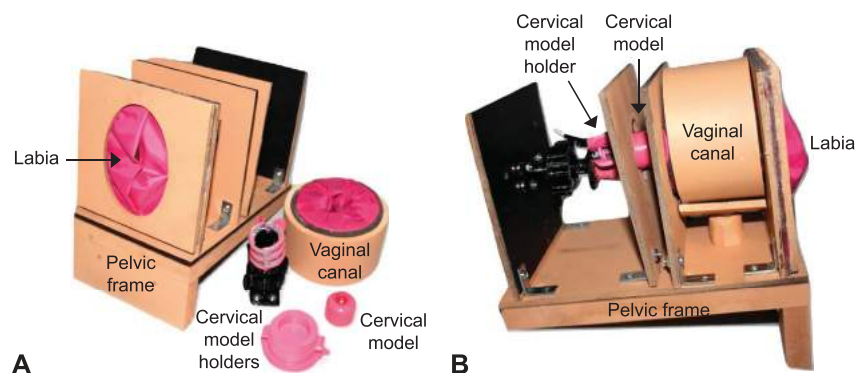 Labia
Pelvic
frame
Vaginal
canal
Cervical
model
holders
Cervical
model
A
Cervical
model
holder
Cervical
model
Vaginal
canal
Labia
Pelvic frame
B